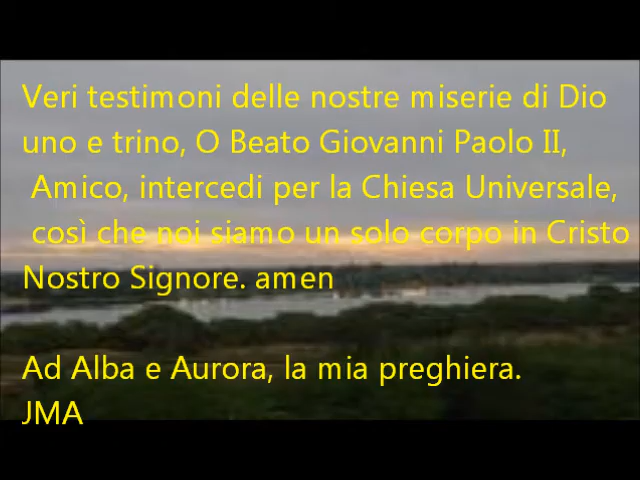 Veri testimoni delle nostre miserie di Dio
uno e trino, O Beato Giovanni Paolo II,
Amico, intercedi per la Chiesa Universale,
così che noi siamo un solo corpo in Cristo
Nostro Signore. amen
Ad Alba e Aurora, la mia preghiera.
JMA